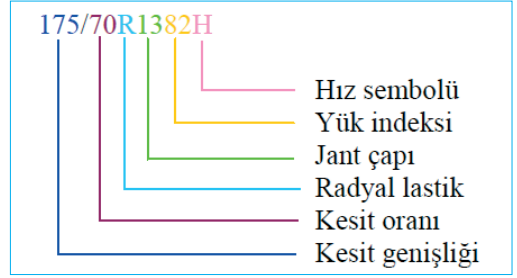 175/70R1382H
Hız sembolü
Yük indeksi
Jant çapı
Radyal lastik
Kesit oranı
Kesit genişliği